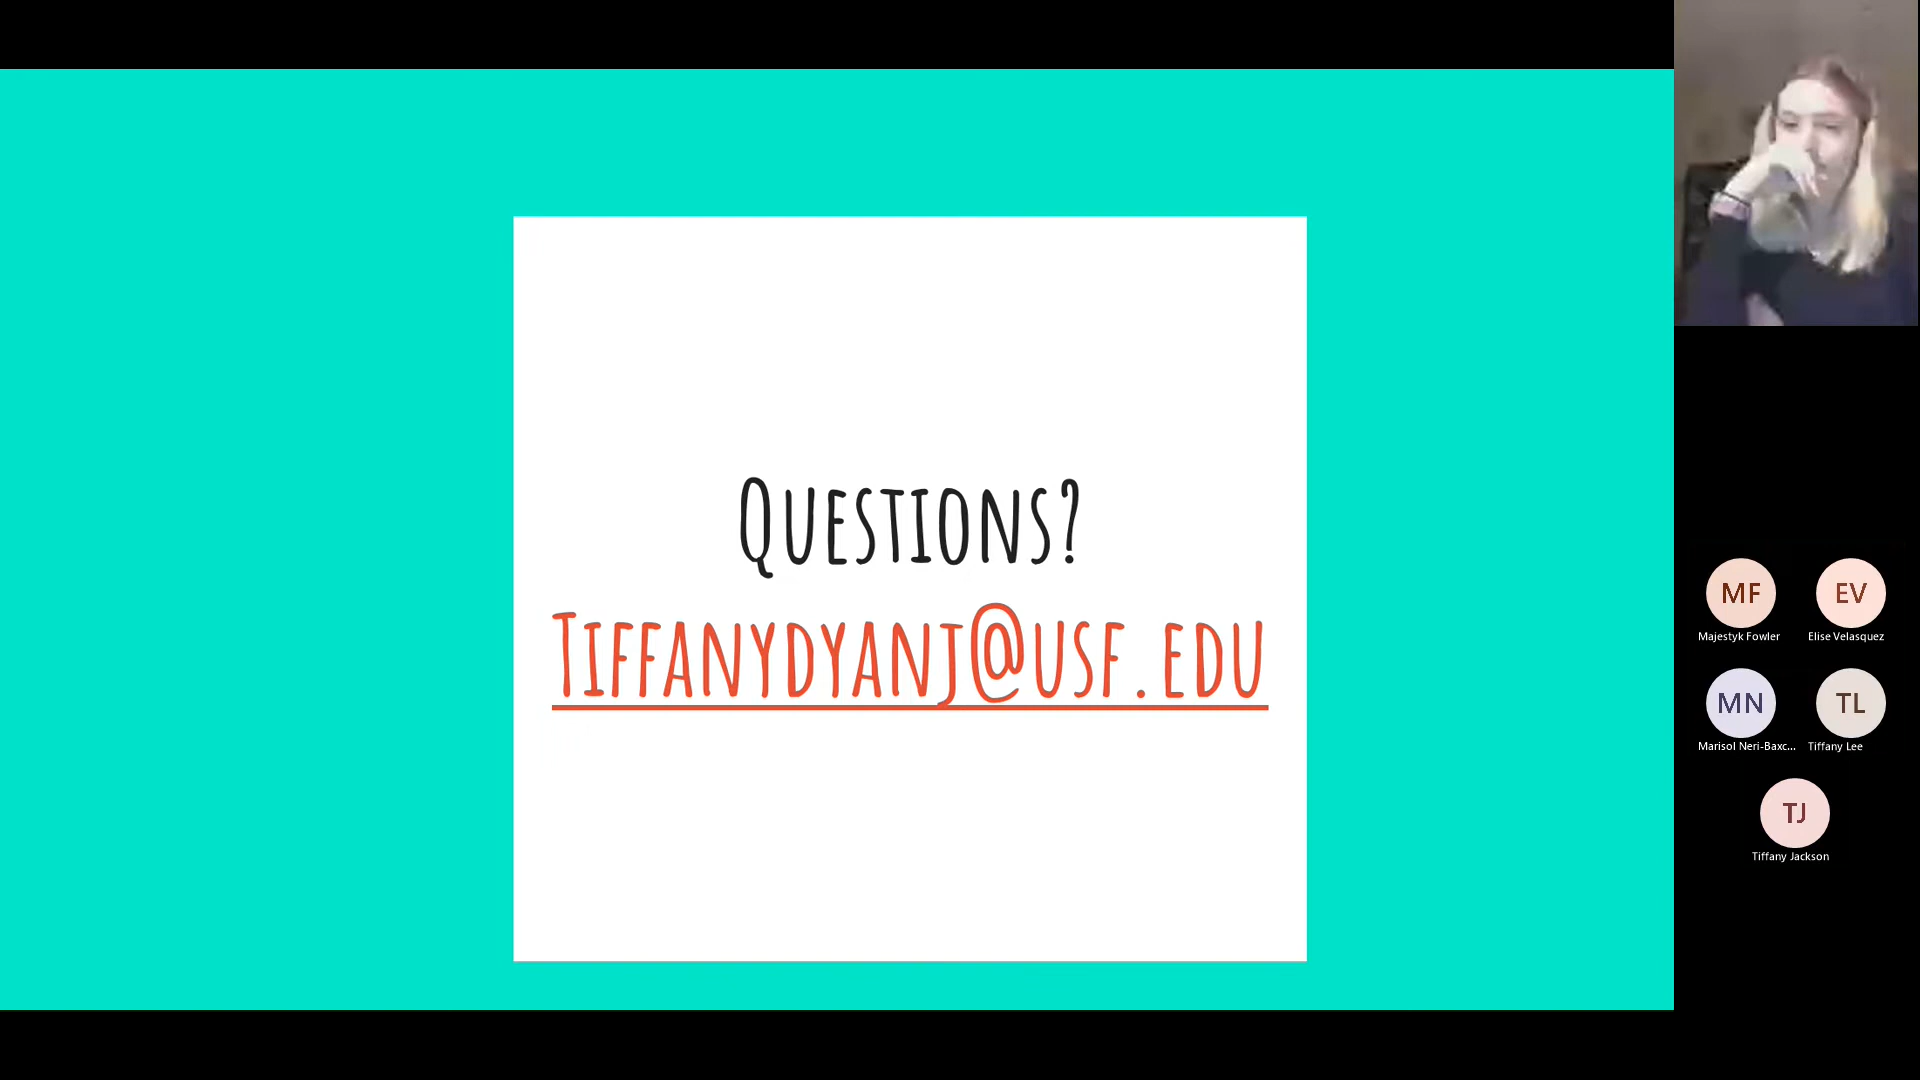 Questions?
Tiffanydyanj@usf.edu
MF
Majestyk Fowler
EV
Elise Velasquez
MN
Marisol Neri-Baxc...
TL
Tiffany Lee
TJ
Tiffany Jackson